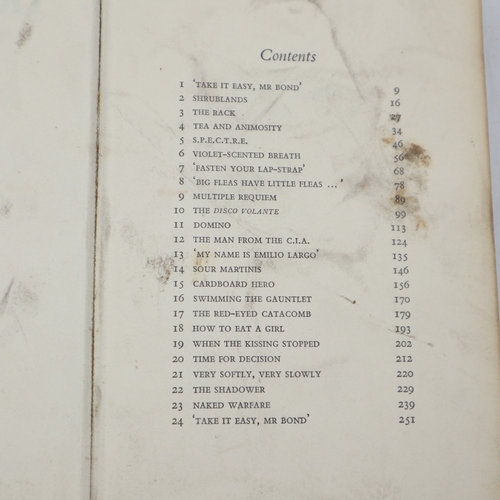 Contents
1 'TAKE IT EASY, MR BOND' 9
2 SHRUBLANDS 16
3 THE RACK 27
4 TEA AND ANIMOSITY 34
5 S.P.E.C.T.R.E. 46
6 VIOLET-SCENTED BREATH 56
7 'FASTEN YOUR LAP-STRAP' 68
8 'BIG FLEAS HAVE LITTLE FLEAS ...' 78
9 MULTIPLE REQUIEM 89
10 THE DISCO VOLANTE 99
11 DOMINO 113
12 THE MAN FROM THE C.I.A. 124
13 'MY NAME IS EMILIO LARGO' 135
14 SOUR MARTINIS 146
15 CARDBOARD HERO 156
16 SWIMMING THE GAUNTLET 170
17 THE RED-EYED CATACOMB 179
18 HOW TO EAT A GIRL 193
19 WHEN THE KISSING STOPPED 202
20 TIME FOR DECISION 212
21 VERY SOFTLY, VERY SLOWLY 220
22 THE SHADOWER 229
23 NAKED WARFARE 239
24 'TAKE IT EASY, MR BOND' 251